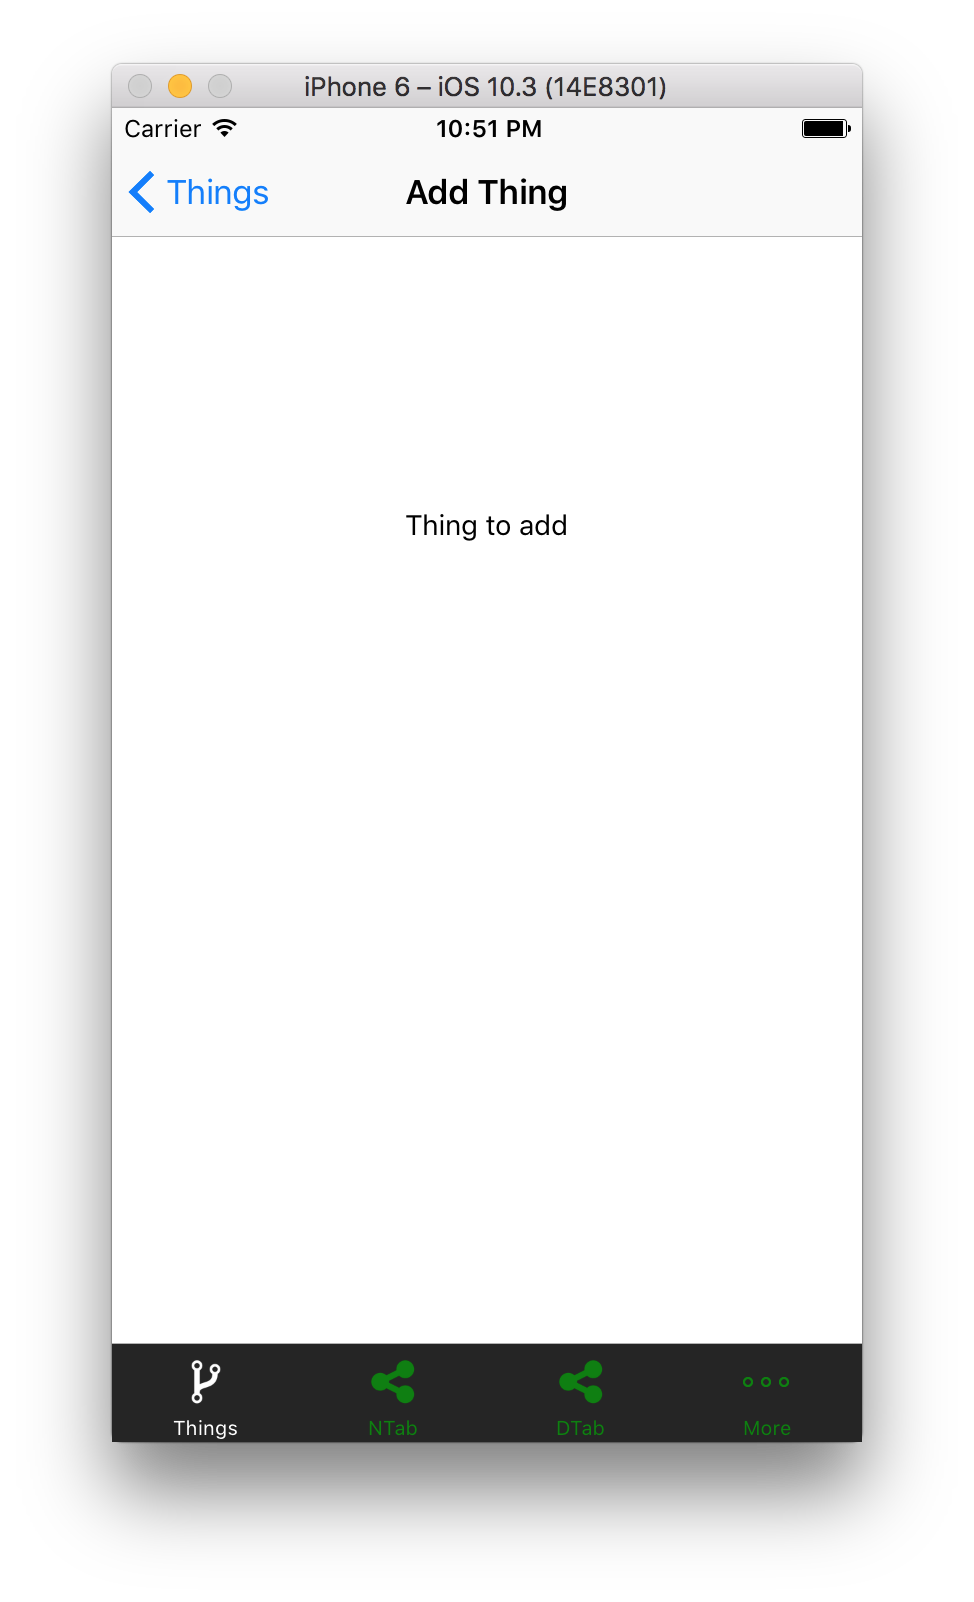 iPhone 6 – iOS 10.3 (14E8301)
Carrier 10:51 PM
Things Add Thing
Thing to add
Things NTab DTab More